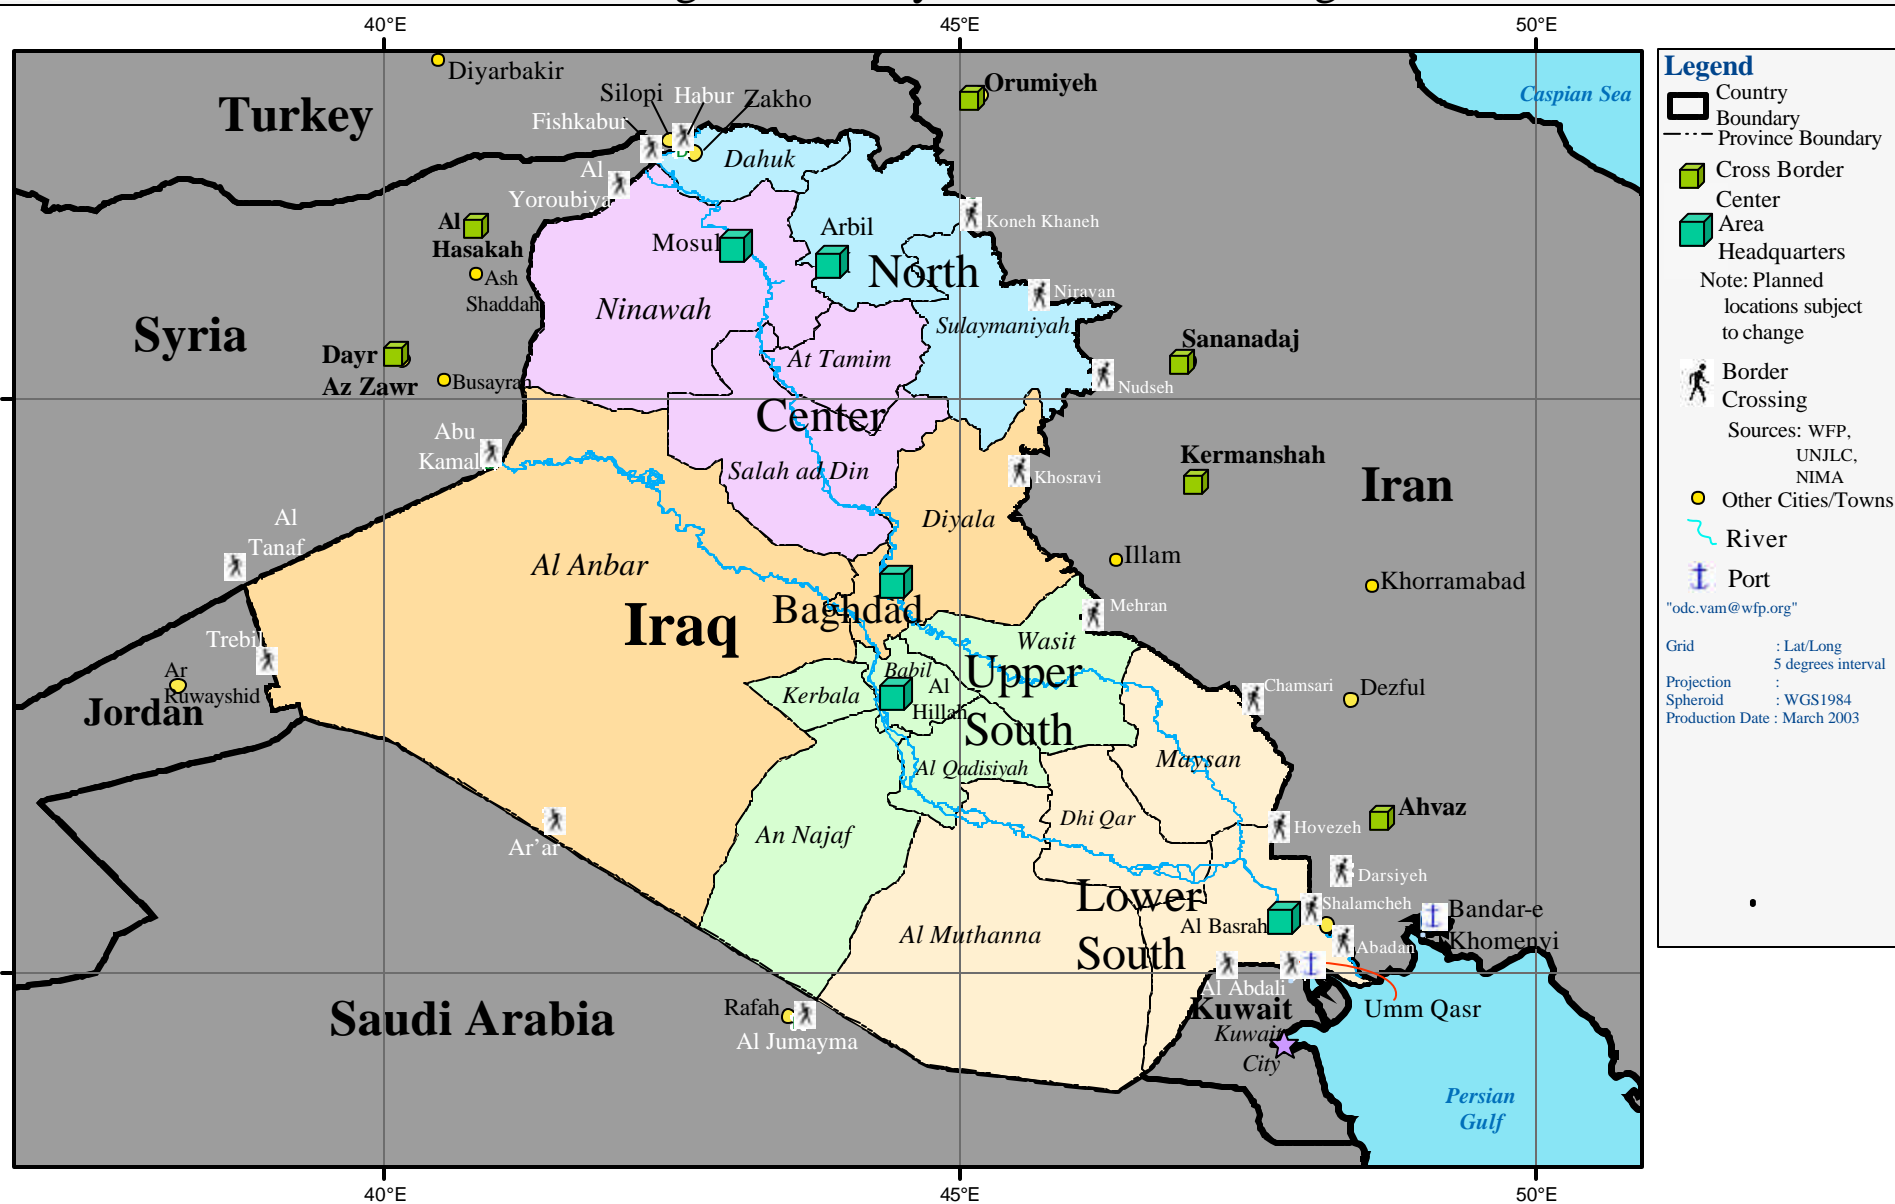 40°E
45°E
50°E
Diyarbakir
Turkey
Silopi
Habur
Zakho
Fishkabur
Orumiyeh
Caspian Sea
Al
Yoroubiya
Dahuk
Al
Hasakah
Ash
Shaddah
Mosul
Arbil
North
Koneh Khaneh
Niravan
Ninawah
Sulaymaniyah
Syria
Dayr
Az Zawr
Busayrah
At Tamim
Sananadaj
Nudseh
Center
Abu
Kamal
Salah ad Din
Khosravi
Kermanshah
Iran
Al
Tanaf
Diyala
Al Anbar
Illam
Khorramabad
Iraq
Baghdad
Mehran
Trebil
Ar
Ruwayshid
Jordan
Wasit
Babil
Kerbala
Al
Hillah
Upper
South
Chamsari
Dezful
Al Qadisiyah
Maysan
Ahvaz
Dhi Qar
Hovezeh
Ar'ar
An Najaf
Darsiyeh
Lower
South
Shalamcheh
Al Basrah
Bandar-e
Khomenyi
Abadan
Al Muthanna
Al Abdali
Kuwait
Umm Qasr
Kuwait
City
Saudi Arabia
Rafah
Al Jumayma
Persian
Gulf
40°E
45°E
50°E
Legend
Country
Boundary
Province Boundary
Cross Border
Center
Area
Headquarters
Note: Planned
locations subject
to change
Border
Crossing
Sources: WFP,
UNJLC,
NIMA
Other Cities/Towns
River
Port
"odc.vam@wfp.org"
Grid : Lat/Long
5 degrees interval
Projection :
Spheroid : WGS1984
Production Date : March 2003